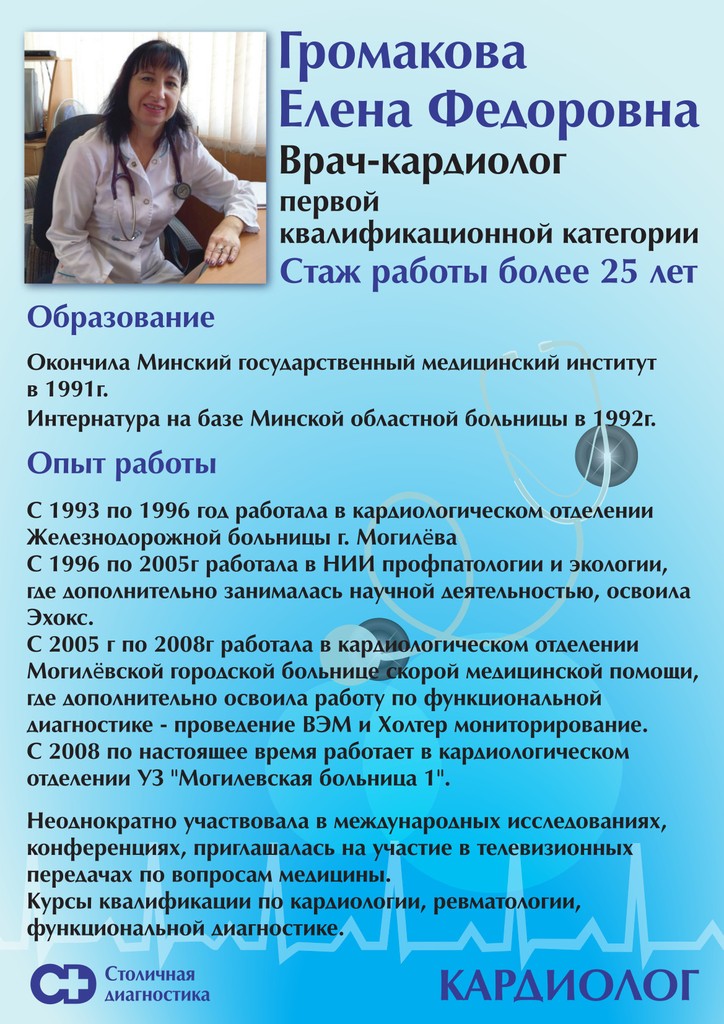 Громакова
Елена Федоровна
Врач-кардиолог
первой
квалификационной категории
Стаж работы более 25 лет
Образование
Окончила Минский государственный медицинский институт
в 1991г.
Интернатура на базе Минской областной больницы в 1992г.
Опыт работы
С 1993 по 1996 год работала в кардиологическом отделении
Железнодорожной больницы г. Могилёва
С 1996 по 2005г работала в НИИ профпатологии и экологии,
где дополнительно занималась научной деятельностью, освоила
Эхокс.
С 2005 г по 2008г работала в кардиологическом отделении
Могилёвской городской больнице скорой медицинской помощи,
где дополнительно освоила работу по функциональной
диагностике - проведение ВЭМ и Холтер мониторирование.
С 2008 по настоящее время работает в кардиологическом
отделении УЗ "Могилевская больница 1".
Неоднократно участвовала в международных исследованиях,
конференциях, приглашалась на участие в телевизионных
передачах по вопросам медицины.
Курсы квалификации по кардиологии, ревматологии,
функциональной диагностике.
Столичная
диагностика
КАРДИОЛОГ